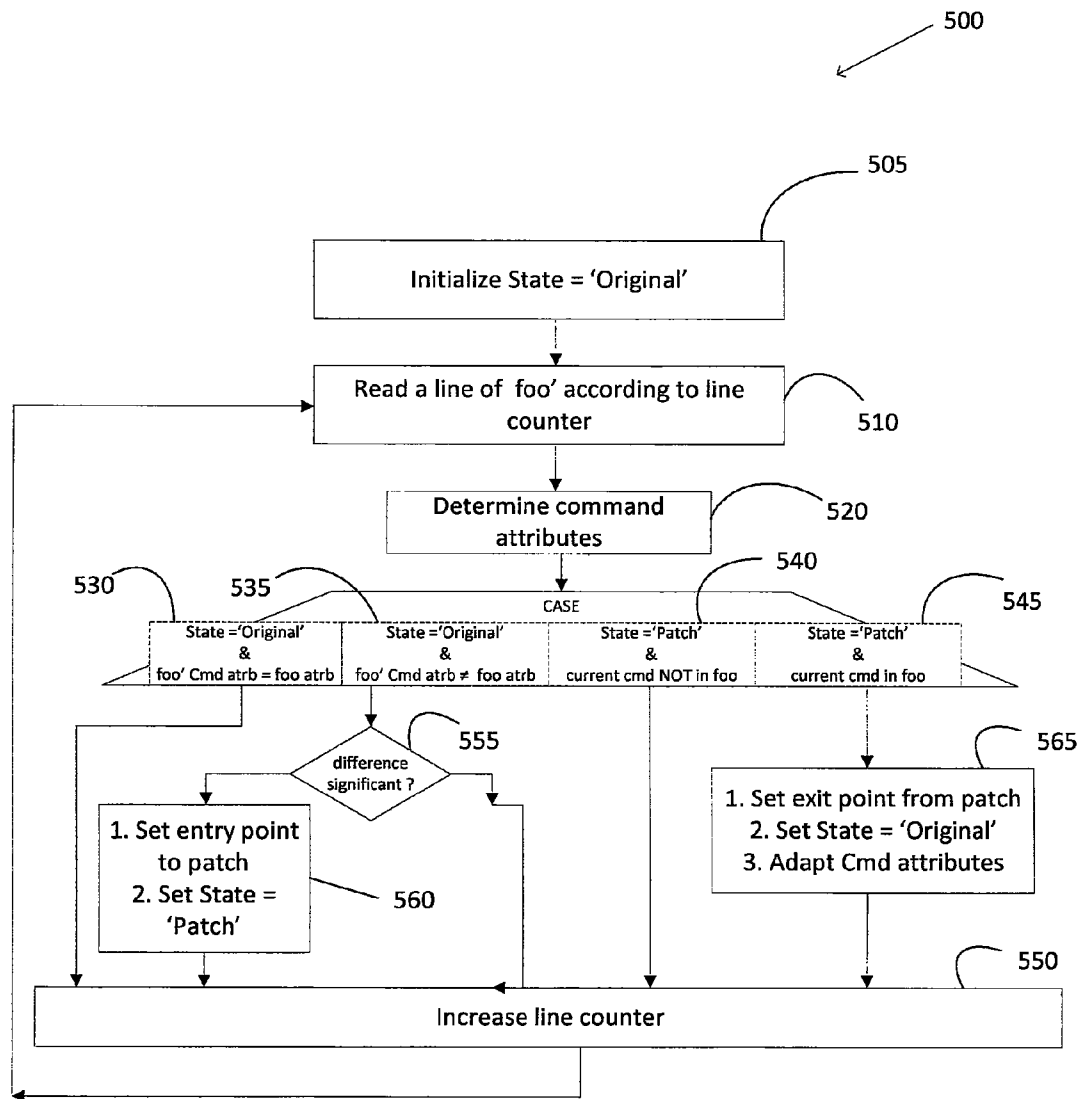 500
505
Initialize State = ‘Original’
Read a line of foo’ according to line
counter
510
Determine command
attributes
520
530
535
540
545
CASE
State =‘Original’
&
foo’ Cmd atrb = foo atrb
State =‘Original’
&
foo’ Cmd atrb ≠ foo atrb
State =‘Patch’
&
current cmd NOT in foo
State =‘Patch’
&
current cmd in foo
555
difference
significant ?
565
1. Set exit point from patch
2. Set State = ‘Original’
3. Adapt Cmd attributes
1. Set entry point
to patch
2. Set State =
‘Patch’
560
550
Increase line counter